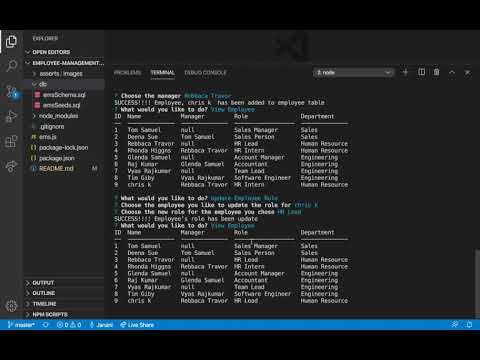 EXPLORER
OPEN EDITORS
EMPLOYEE-MANAGEMENT...
asserts \ images
db
emsSchema.sql
emsSeeds.sql
node_modules
.gitignore
ems.js
package-lock.json
package.json
README.md
OUTPUT
OUTLINE
TIMELINE
NPM SCRIPTS
PROBLEMS TERMINAL DEBUG CONSOLE 2: node
? Choose the manager Rebbaca Travor
SUCCESS!!!! Employee, chris k has been added to employee table
? What would you like to do? View Employee
ID Name Manager Role Department
1 Tom Samuel null Sales Manager Sales
2 Deena Sue Tom Samuel Sales Person Sales
3 Rebbaca Travor null HR Lead Human Resource
4 Rhonda Higgns Rebbaca Travor HR Intern Human Resource
5 Glenda Samuel null Account Manager Engineering
6 Raj Kumar Glenda Samuel Accountant Engineering
7 Vyas Rajkumar null Team Lead Engineering
8 Tim Giby Vyas Rajkumar Software Engineer Engineering
9 chris k Rebbaca Travor HR Intern Human Resource
? What would you like to do? Update Employee Role
? Choose the employee you like to update the role for chris k
? Choose the new role for the employee you chose HR Lead
SUCCESS!!!! Employee's role has been update
? What would you like to do? View Employee
ID Name Manager Role Department
1 Tom Samuel null Sales Manager Sales
2 Deena Sue Tom Samuel Sales Person Sales
3 Rebbaca Travor null HR Lead Human Resource
4 Rhonda Higgns Rebbaca Travor HR Intern Human Resource
5 Glenda Samuel null Account Manager Engineering
6 Raj Kumar Glenda Samuel Accountant Engineering
7 Vyas Rajkumar null Team Lead Engineering
8 Tim Giby Vyas Rajkumar Software Engineer Engineering
9 chris k Rebbaca Travor HR Lead Human Resource
master* 0 0 Janani Live Share